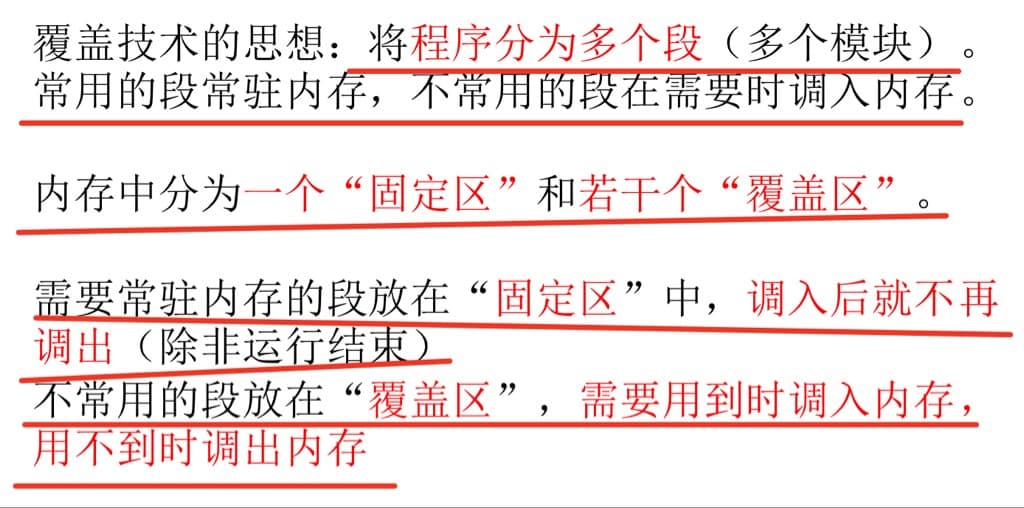 覆盖技术的思想：将程序分为多个段（多个模块）。
常用的段常驻内存，不常用的段在需要时调入内存。
内存中分为一个“固定区”和若干个“覆盖区”。
需要常驻内存的段放在“固定区”中，调入后就不再
调出（除非运行结束）
不常用的段放在“覆盖区”，需要用到时调入内存，
用不到时调出内存